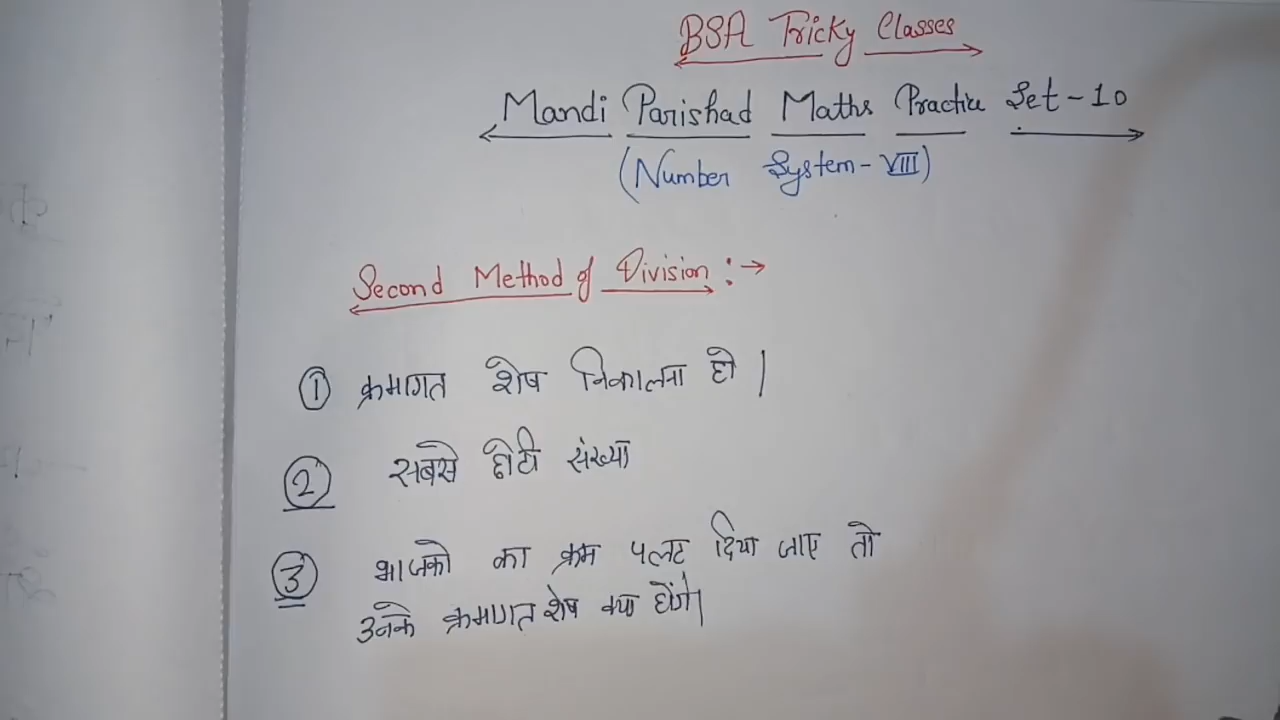 BSA Tricky Classes
Mandi Parishad Maths Practice Set-10
(Number System-VIII)
Second Method of Division :→
① क्रमागत शेष निकालना हो |
② सबसे छोटी संख्या
③ भाजको का क्रम पलट दिया जाए तो
उनके क्रमागत शेष क्या होंगे|